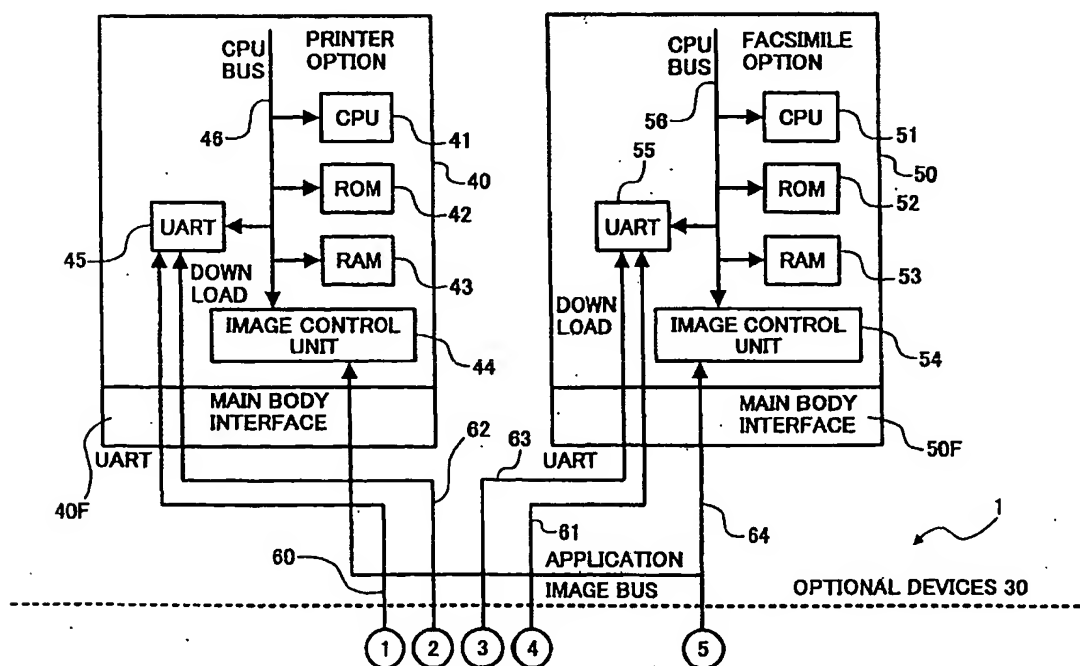 CPU
BUS
PRINTER
OPTION
46
CPU
41
40
ROM
42
UART
45
RAM
43
DOWN
LOAD
IMAGE CONTROL
UNIT
44
MAIN BODY
INTERFACE
UART
40F
62
60
CPU
BUS
FACSIMILE
OPTION
56
CPU
51
50
55
ROM
52
UART
RAM
53
DOWN
LOAD
IMAGE CONTROL
UNIT
54
MAIN BODY
INTERFACE
50F
UART
63
61
64
1
APPLICATION
IMAGE BUS
OPTIONAL DEVICES 30
1 2 3 4 5